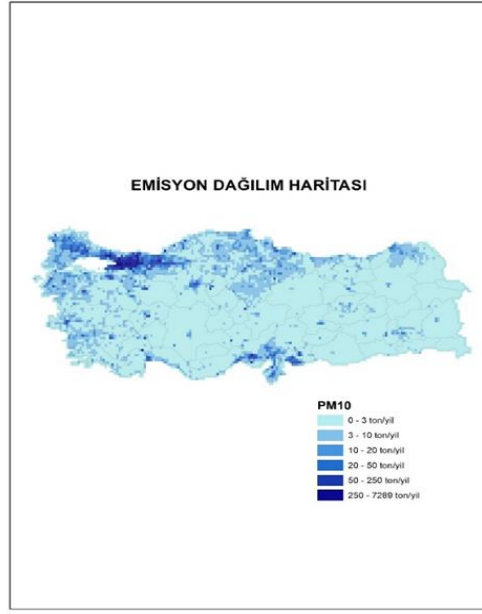 EMİSYON DAĞILIM HARİTASI
PM10
0 - 3 ton/yil
3 - 10 ton/yil
10 - 20 ton/yil
20 - 50 ton/yil
50 - 250 ton/yil
250 - 7289 ton/yil